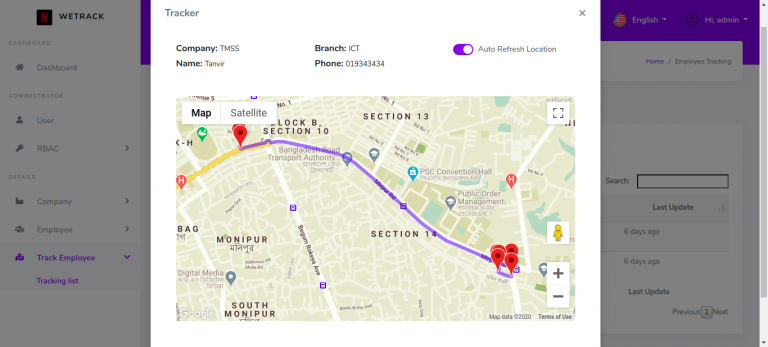 WETRACK
DASHBOARD
Dashboard
ADMINISTRATOR
User
RBAC
DETAILS
Company
Employee
Track Employee
Tracking list
Tracker
×
Company: TMSS
Branch: ICT
Auto Refresh Location
Name: Tanvir
Phone: 019343434
Map
Satellite
Avenue 5
BLOCK B,
SECTION 10
SECTION 13
Bangladesh Road
Transport Authority...
PSC Convention Hall
Public Order
Management
Mirpur Rd
SECTION 14
Begum Rokeya Ave
MONIPUR
মনিপুর
Digital Media
SOUTH
MONIPUR
Google
Map data ©2020
Terms of Use
English
Hi, admin
Home / Employee Tracking
Search:
Last Update
6 days ago
6 days ago
Last Update
Previous 1 Next